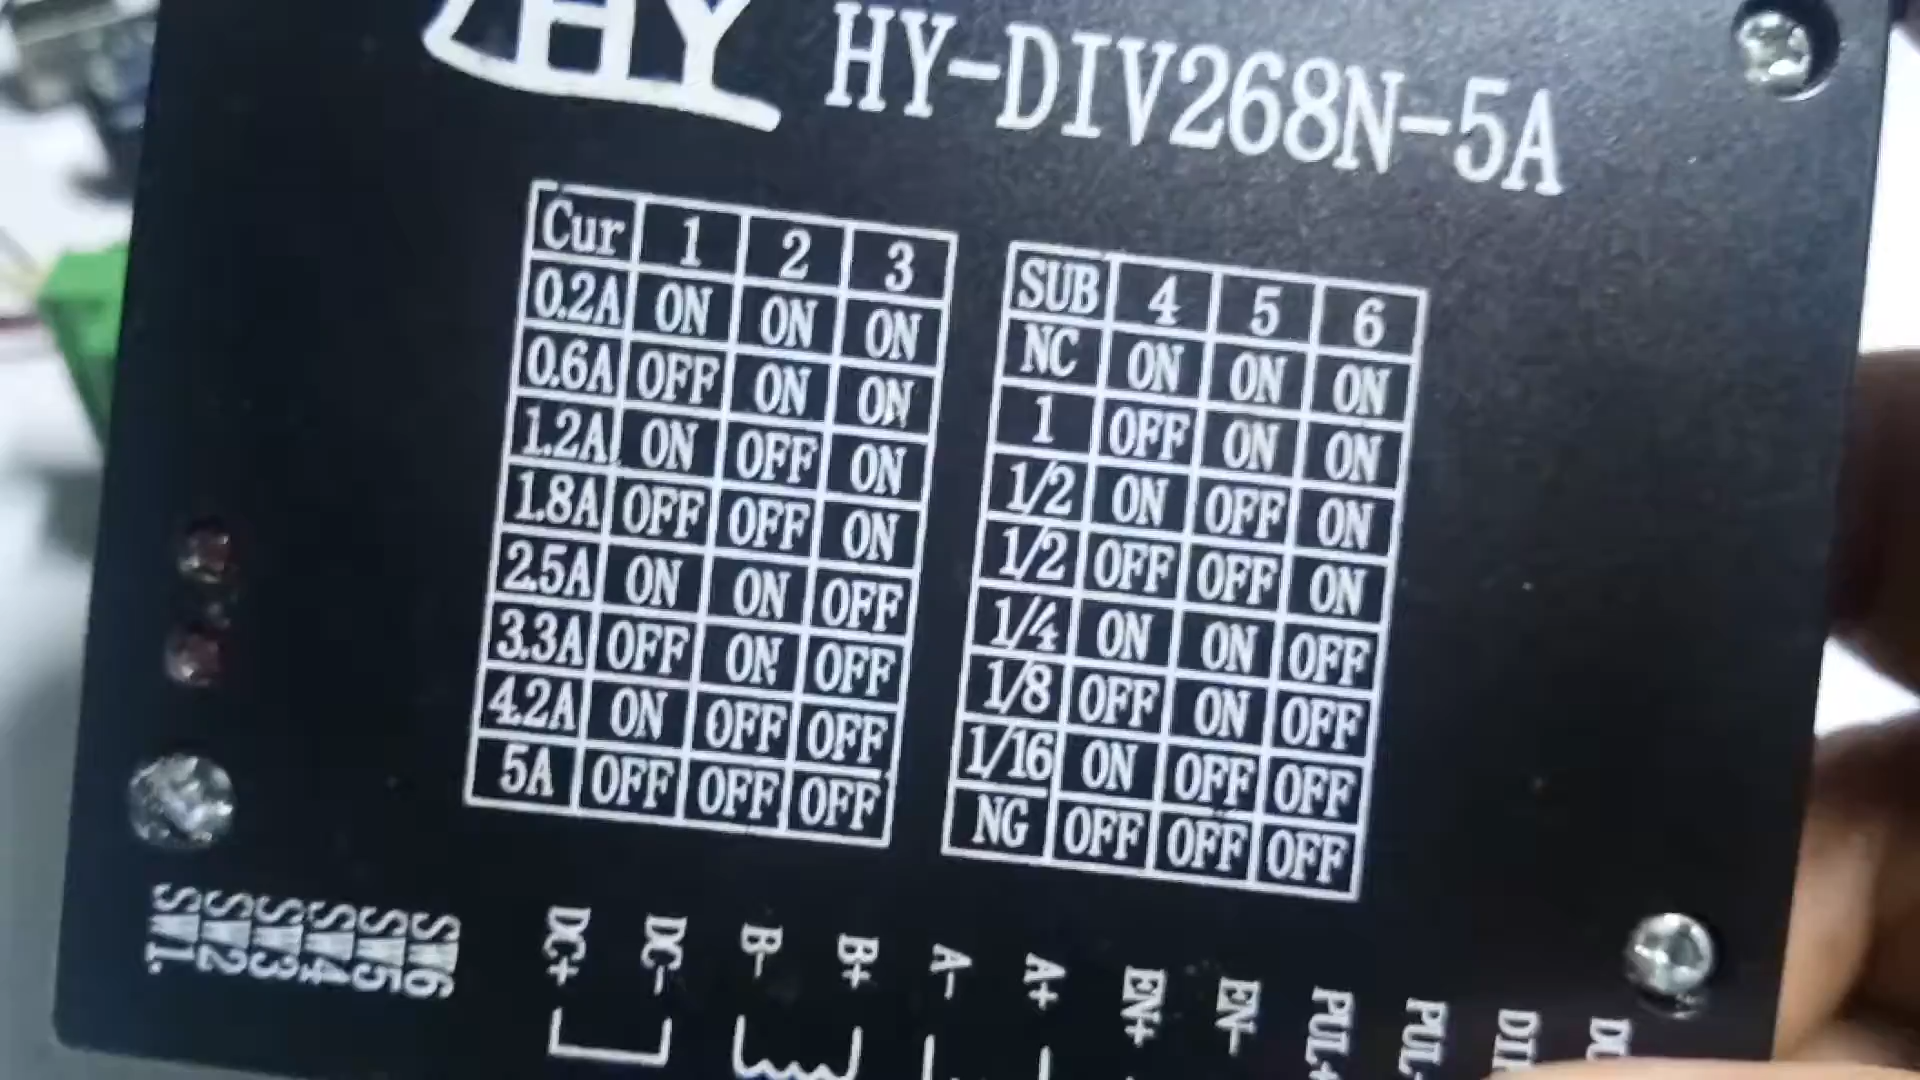 HY
HY-DIV268N-5A
Cur 1 2 3
0.2A ON ON ON
0.6A OFF ON ON
1.2A ON OFF ON
1.8A OFF OFF ON
2.5A ON ON OFF
3.3A OFF ON OFF
4.2A ON OFF OFF
5A OFF OFF OFF
SUB 4 5 6
NC ON ON ON
1 OFF ON ON
1/2 ON OFF ON
1/2 OFF OFF ON
1/4 ON ON OFF
1/8 OFF ON OFF
1/16 ON OFF OFF
NG OFF OFF OFF
SW1.
SW2
SW3
SW4
SW5
SW6
DC+
DC-
B-
B+
A-
A+
EN+
EN-
PUL+
PUL-